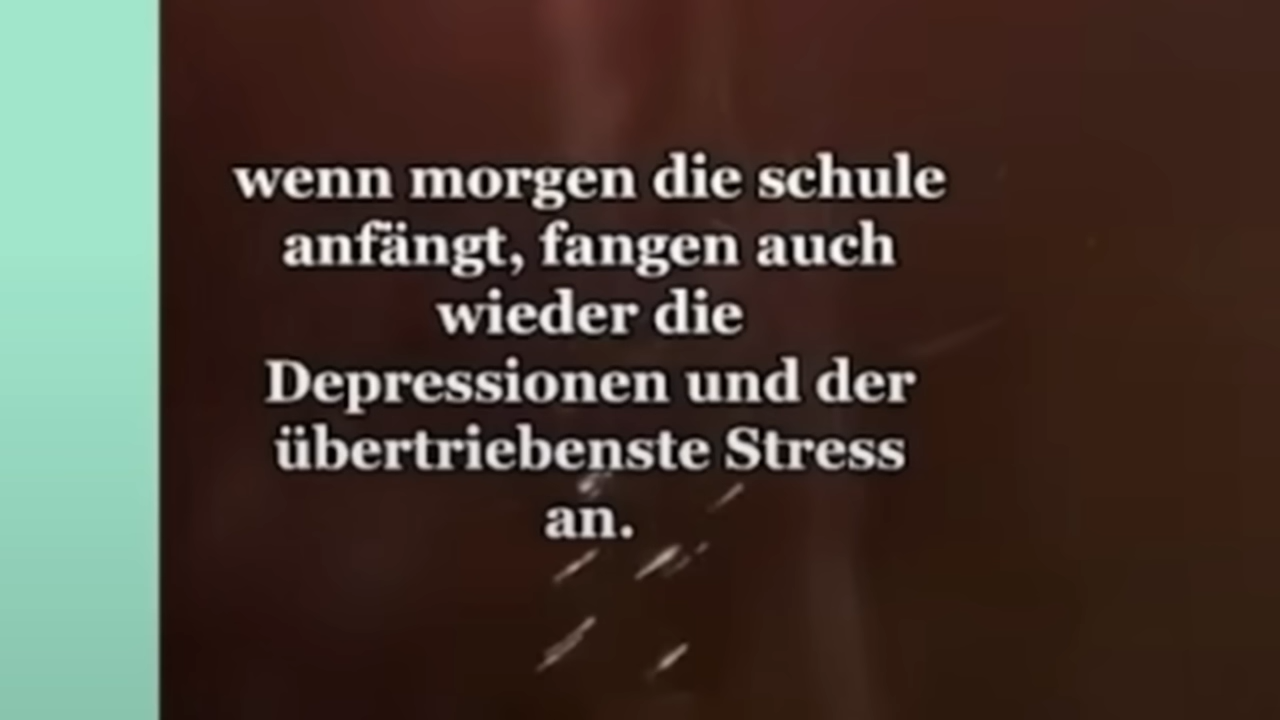 wenn morgen die schule
anfängt, fangen auch
wieder die
Depressionen und der
übertriebenste Stress
an.